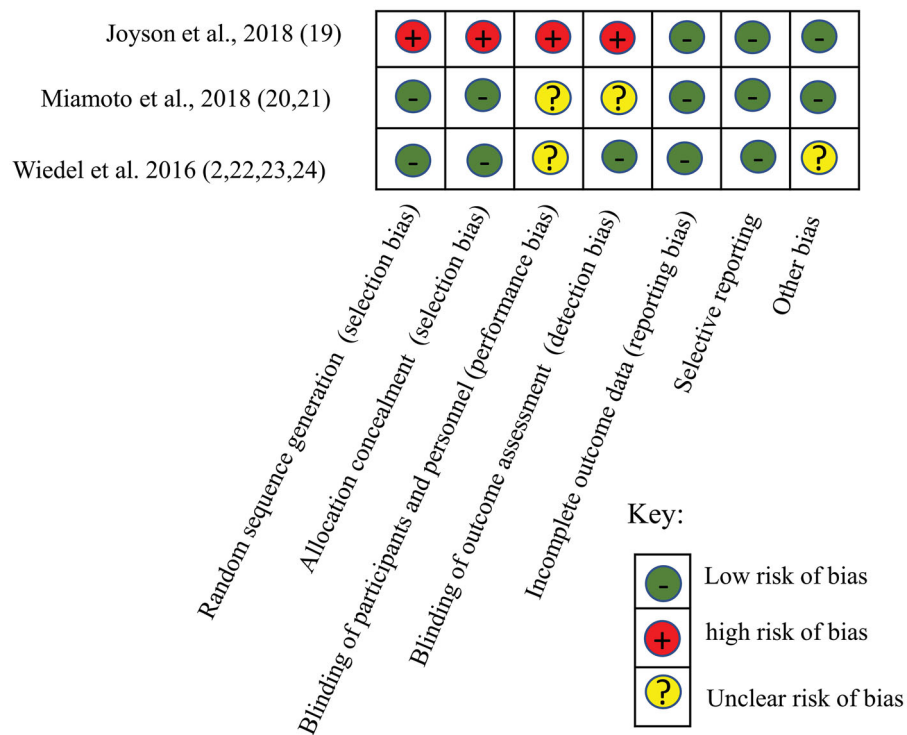 Joyson et al., 2018 (19)
+ + + + - - -
Miamoto et al., 2018 (20,21)
- - ? ? - - -
Wiedel et al. 2016 (2,22,23,24)
- - ? - - - ?
Random sequence generation (selection bias)
Allocation concealment (selection bias)
Blinding of participants and personnel (performance bias)
Blinding of outcome assessment (detection bias)
Incomplete outcome data (reporting bias)
Selective reporting
Other bias
Key:
- Low risk of bias
+ high risk of bias
? Unclear risk of bias